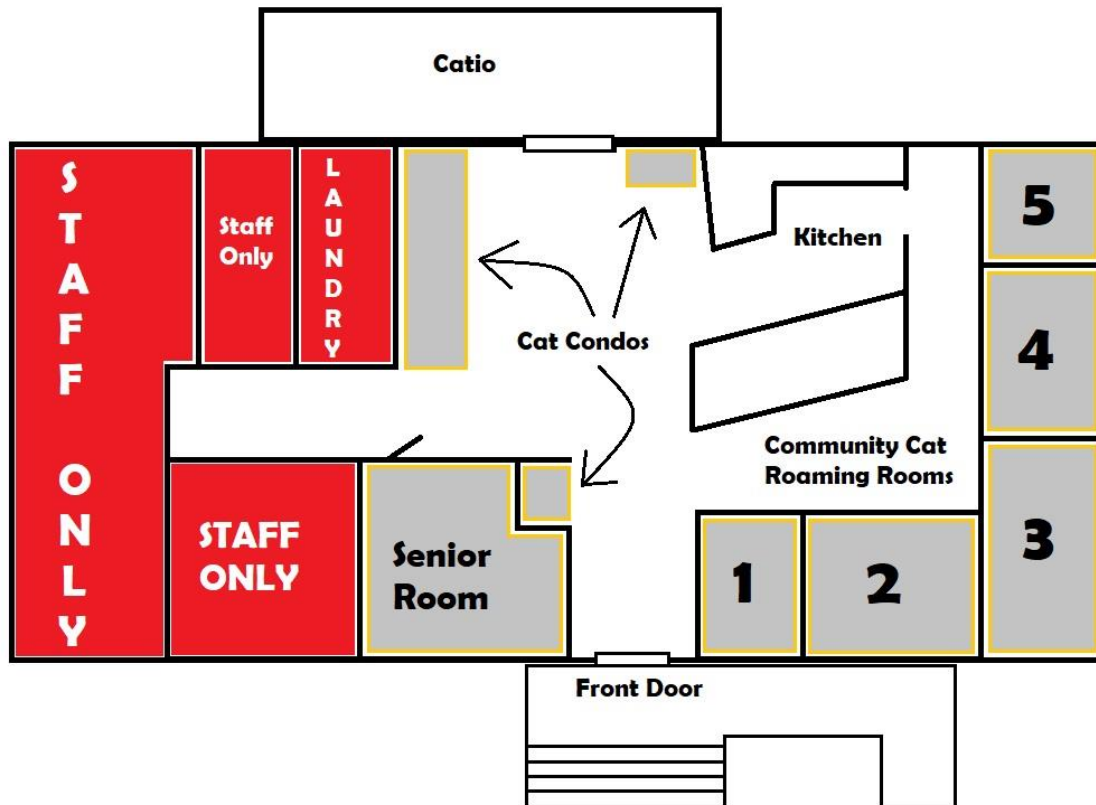 Catio
STAFF ONLY
Staff
Only
LAUNDRY
5
Kitchen
Cat Condos
4
Community Cat
Roaming Rooms
STAFF
ONLY
Senior
Room
1
2
3
Front Door